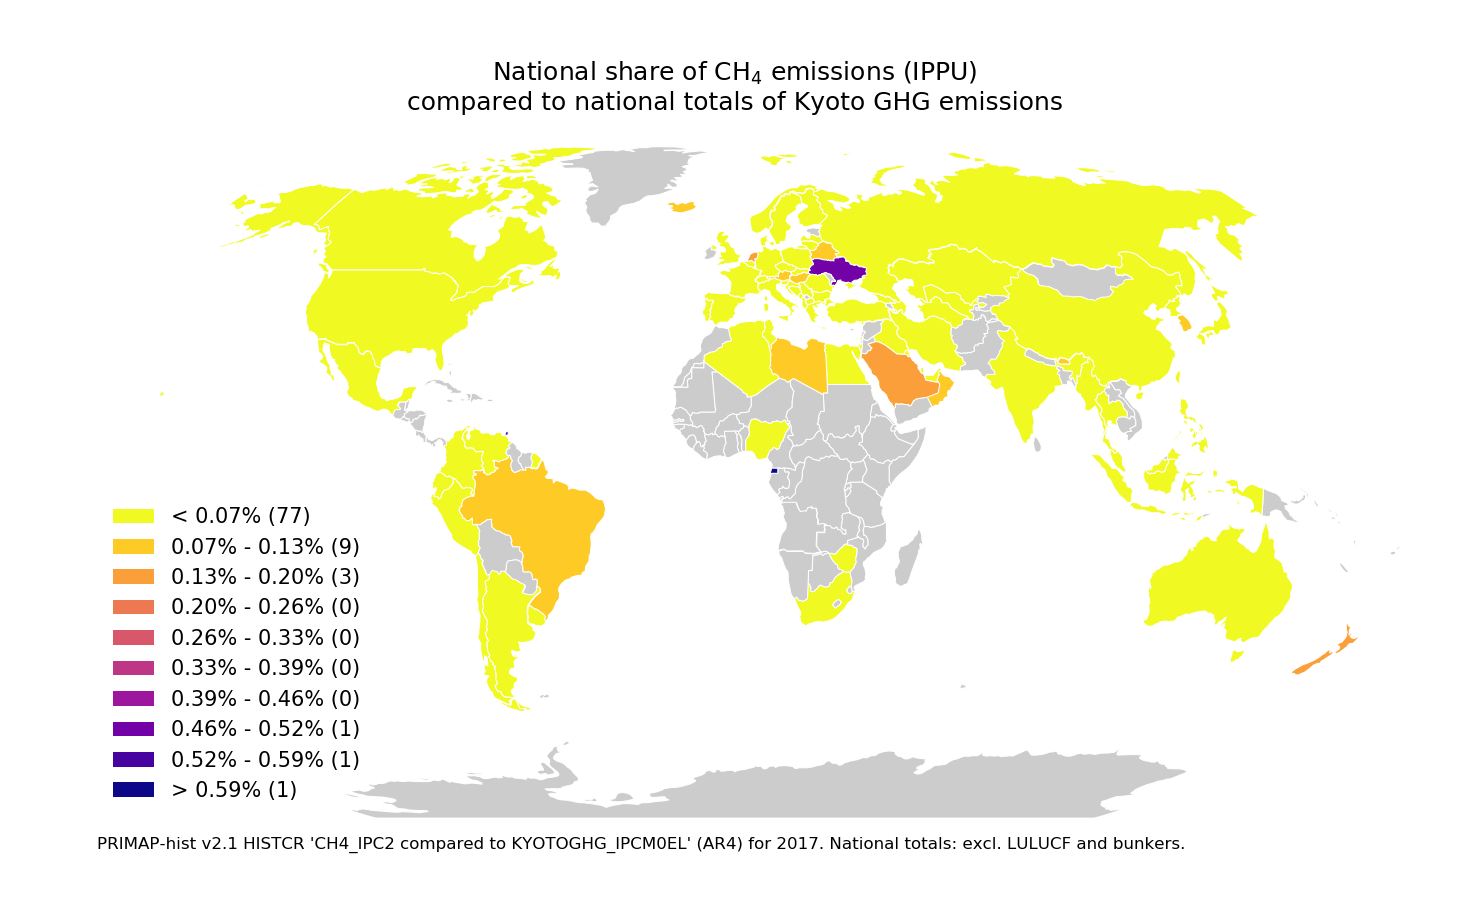 National share of CH₄ emissions (IPPU)
compared to national totals of Kyoto GHG emissions
< 0.07% (77)
0.07% - 0.13% (9)
0.13% - 0.20% (3)
0.20% - 0.26% (0)
0.26% - 0.33% (0)
0.33% - 0.39% (0)
0.39% - 0.46% (0)
0.46% - 0.52% (1)
0.52% - 0.59% (1)
> 0.59% (1)
PRIMAP-hist v2.1 HISTCR 'CH4_IPC2 compared to KYOTOGHG_IPCM0EL' (AR4) for 2017. National totals: excl. LULUCF and bunkers.